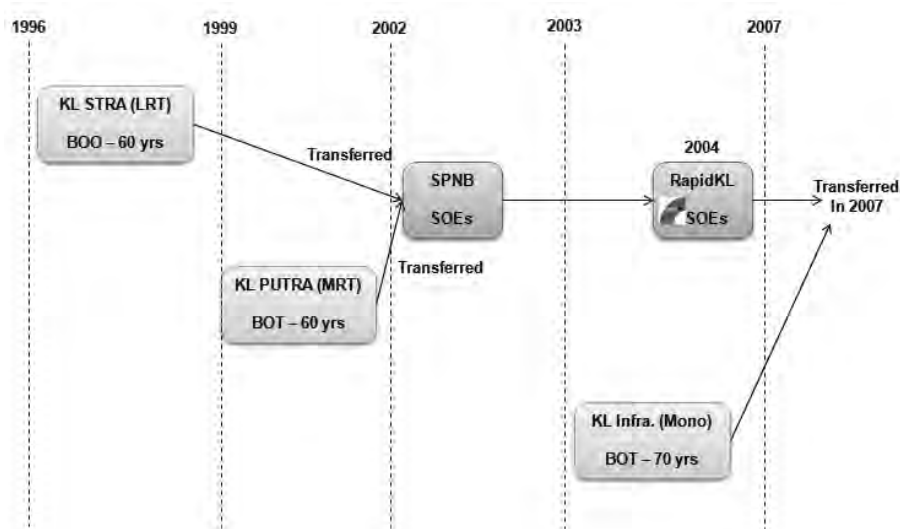 1996
1999
2002
2003
2007
KL STRA (LRT)
BOO – 60 yrs
Transferred
SPNB
SOEs
2004
RapidKL
SOEs
Transferred
In 2007
KL PUTRA (MRT)
BOT – 60 yrs
Transferred
KL Infra. (Mono)
BOT – 70 yrs